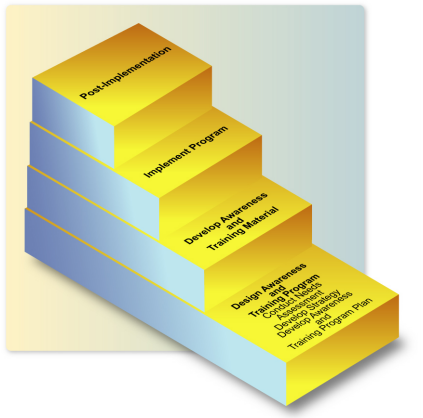 Post-Implementation
Implement Program
Develop Awareness
and
Training Material
Design Awareness
and
Training Program
Conduct Needs
Assessment
Develop Strategy
Develop Awareness
and
Training Program Plan